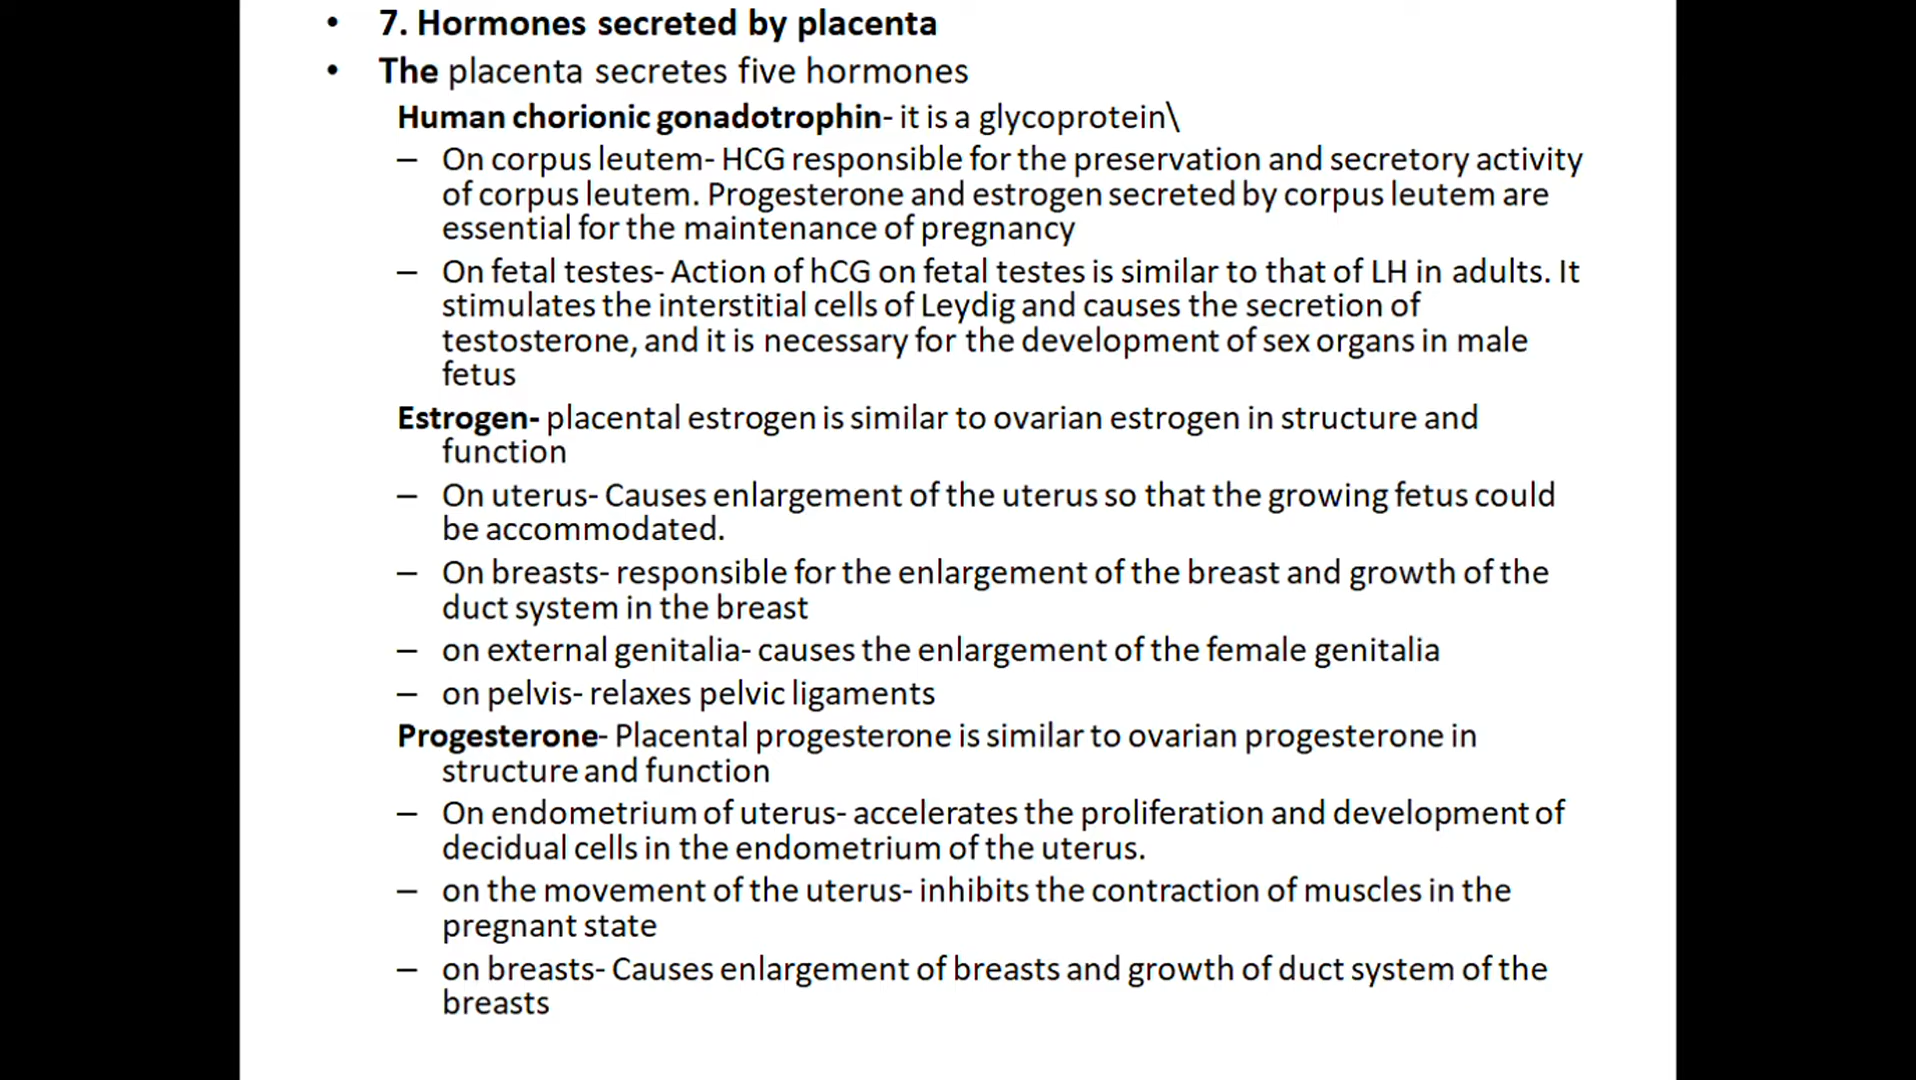 • 7. Hormones secreted by placenta
• The placenta secretes five hormones
Human chorionic gonadotrophin- it is a glycoprotein\
– On corpus leutem- HCG responsible for the preservation and secretory activity
of corpus leutem. Progesterone and estrogen secreted by corpus leutem are
essential for the maintenance of pregnancy
– On fetal testes- Action of hCG on fetal testes is similar to that of LH in adults. It
stimulates the interstitial cells of Leydig and causes the secretion of
testosterone, and it is necessary for the development of sex organs in male
fetus
Estrogen- placental estrogen is similar to ovarian estrogen in structure and
function
– On uterus- Causes enlargement of the uterus so that the growing fetus could
be accommodated.
– On breasts- responsible for the enlargement of the breast and growth of the
duct system in the breast
– on external genitalia- causes the enlargement of the female genitalia
– on pelvis- relaxes pelvic ligaments
Progesterone- Placental progesterone is similar to ovarian progesterone in
structure and function
– On endometrium of uterus- accelerates the proliferation and development of
decidual cells in the endometrium of the uterus.
– on the movement of the uterus- inhibits the contraction of muscles in the
pregnant state
– on breasts- Causes enlargement of breasts and growth of duct system of the
breasts